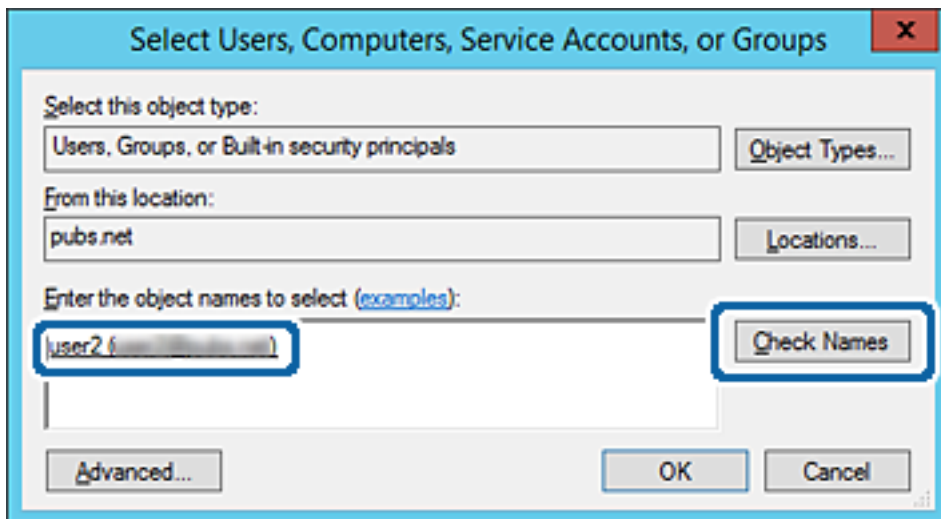 Select Users, Computers, Service Accounts, or Groups
x
Select this object type:
Users, Groups, or Built-in security principals
Object Types...
From this location:
pubs.net
Locations...
Enter the object names to select (examples):
user2 ( )
Check Names
Advanced...
OK
Cancel